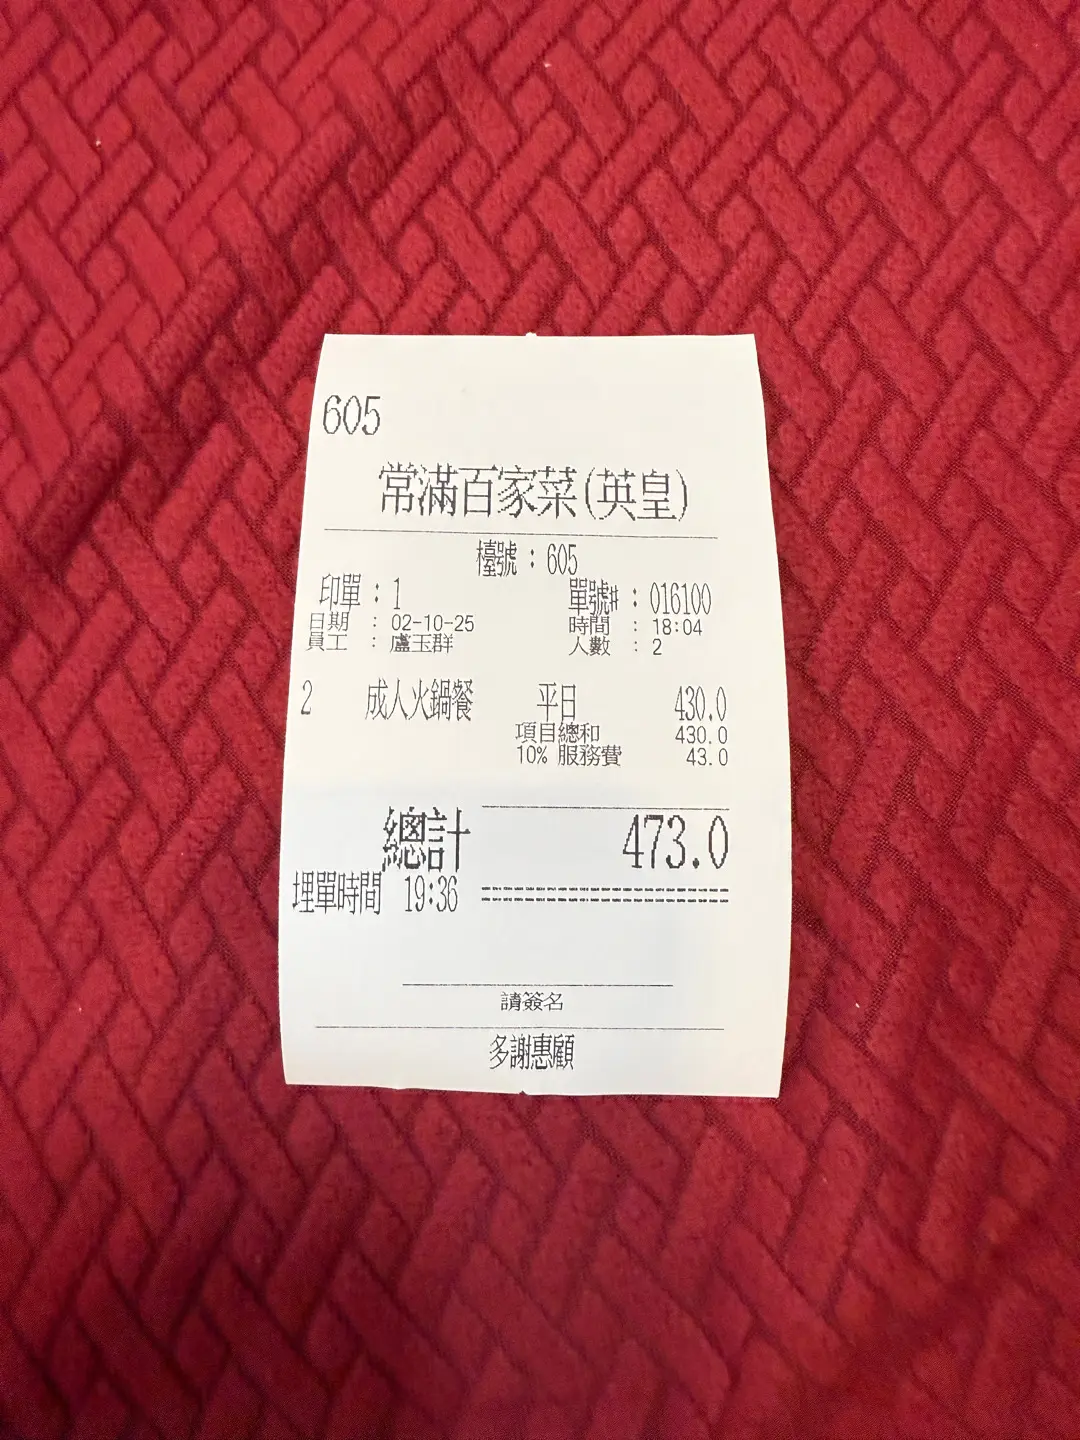 605
常滿百家菜(英皇)
檯號 : 605
印單 : 1 單號# : 016100
日期 : 02-10-25 時間 : 18:04
員工 : 盧玉群 人數 : 2
2 成人火鍋餐 平日 430.0
項目總和 430.0
10% 服務費 43.0
總計 473.0
埋單時間 19:36
請簽名
多謝惠顧